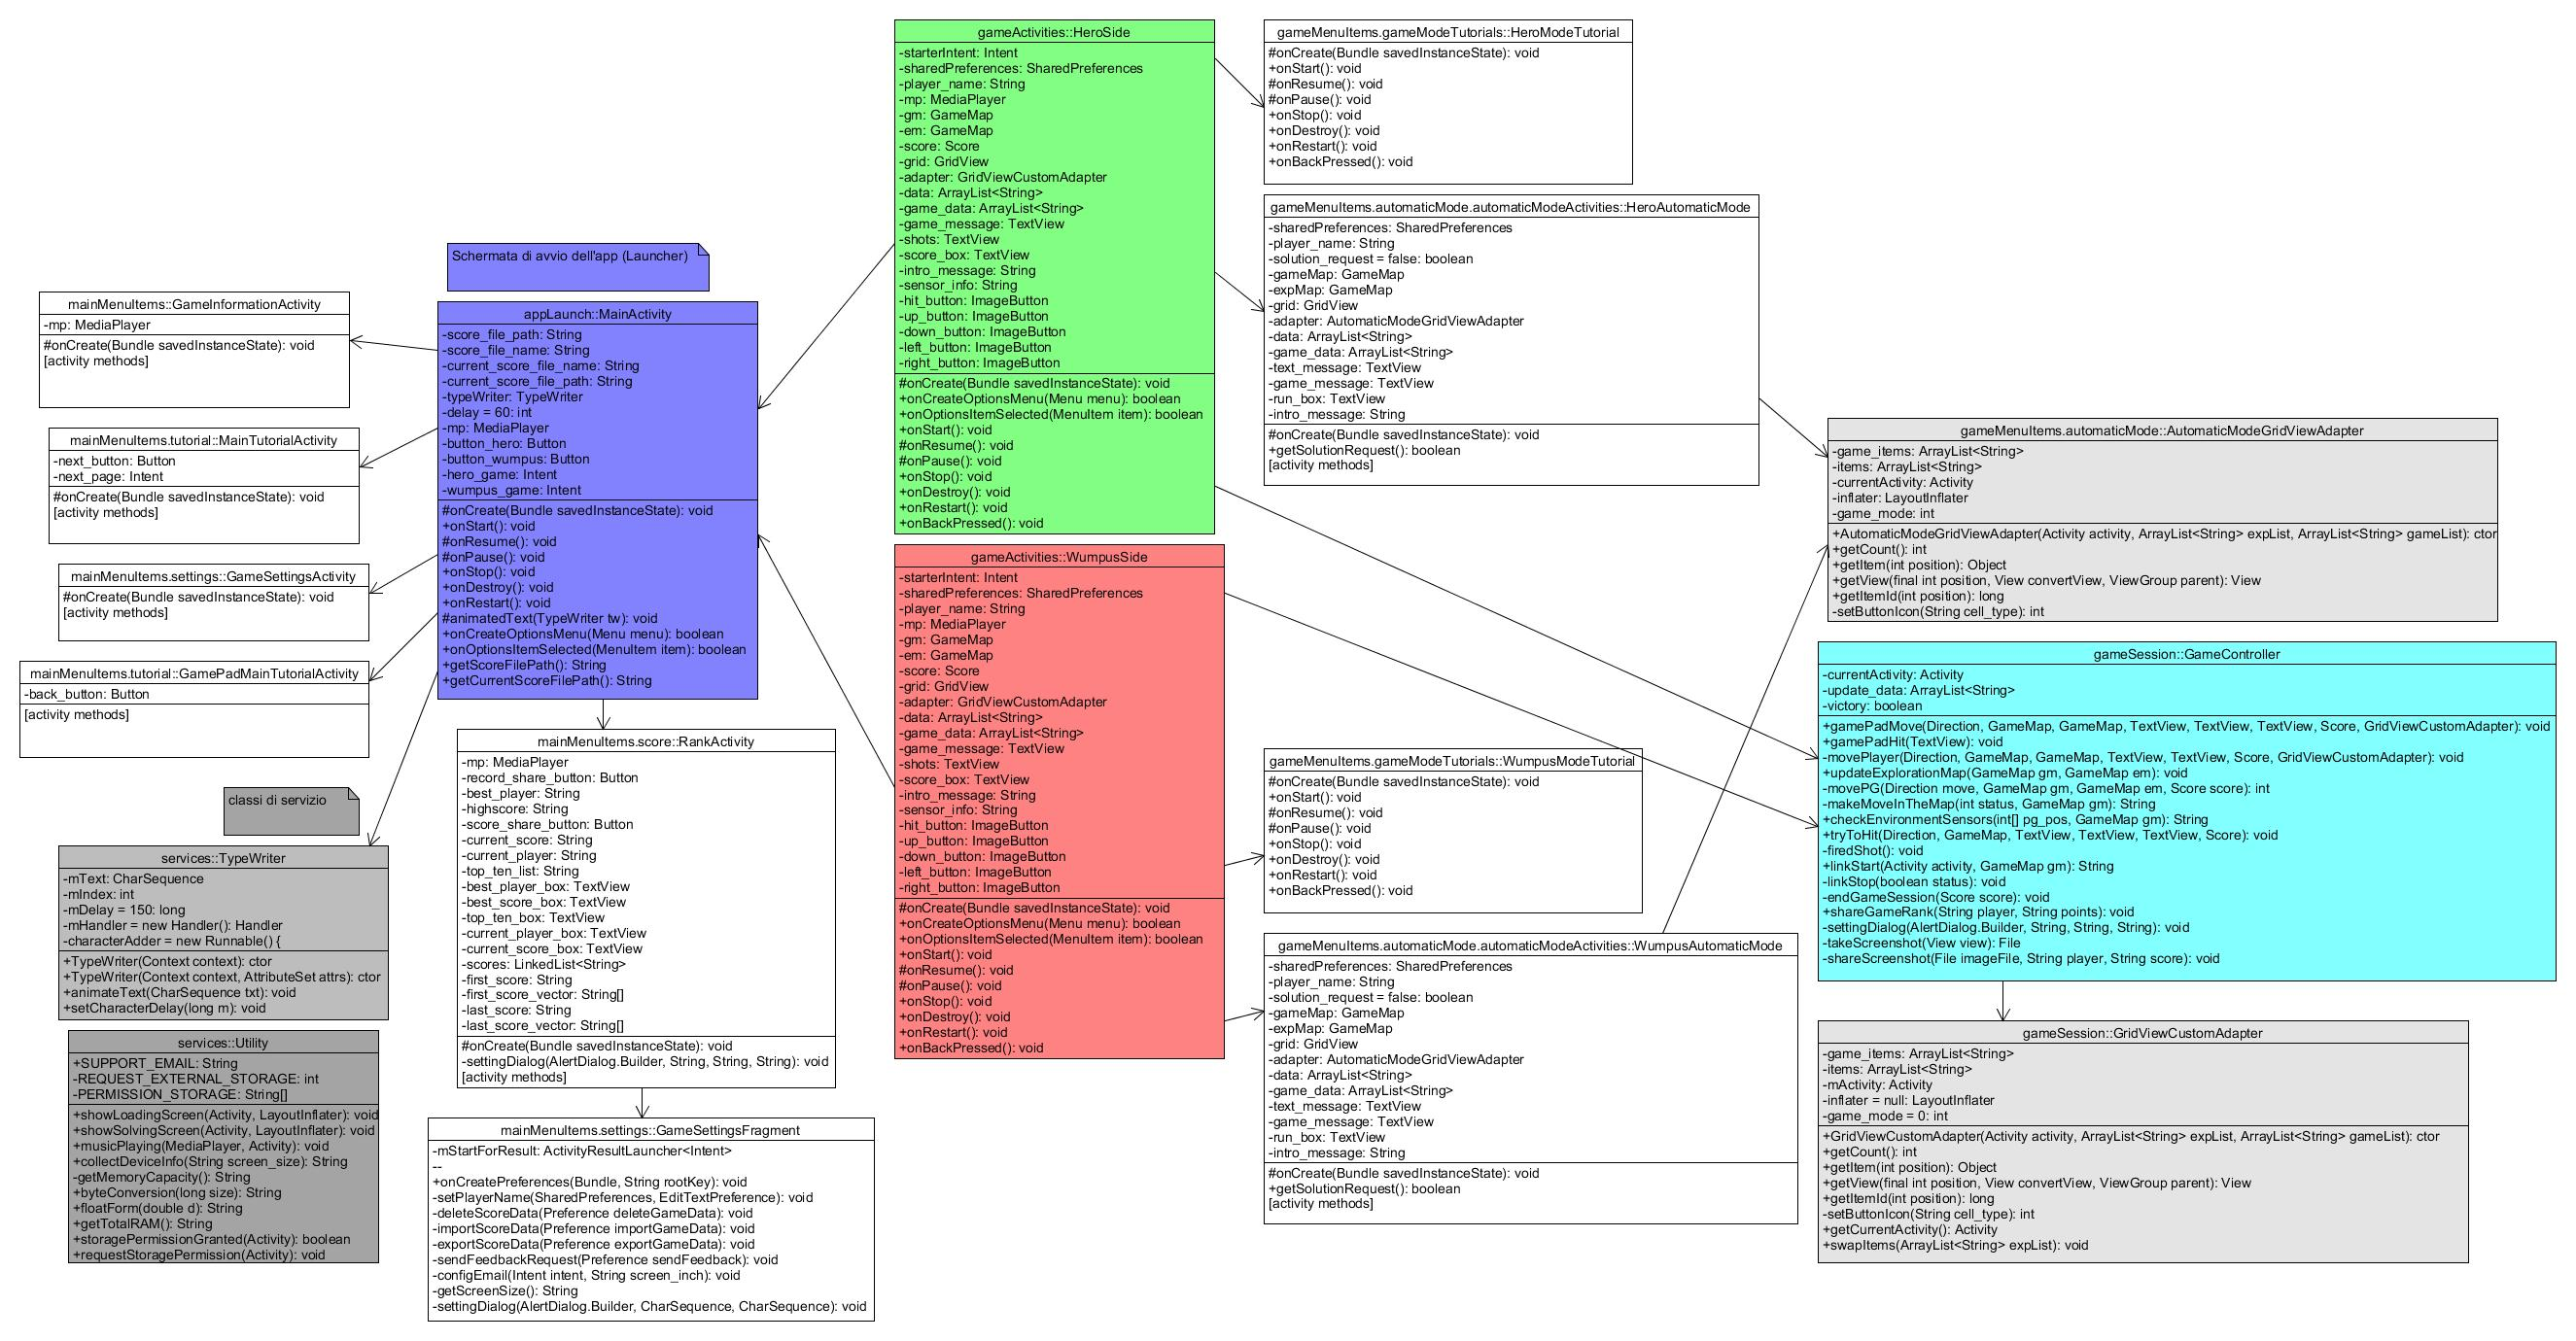 Schermata di avvio dell'app (Launcher)
mainMenuItems::GameInformationActivity
-mp: MediaPlayer
#onCreate(Bundle savedInstanceState): void
[activity methods]
mainMenuItems.tutorial::MainTutorialActivity
-next_button: Button
-next_page: Intent
#onCreate(Bundle savedInstanceState): void
[activity methods]
mainMenuItems.settings::GameSettingsActivity
#onCreate(Bundle savedInstanceState): void
[activity methods]
mainMenuItems.tutorial::GamePadMainTutorialActivity
-back_button: Button
[activity methods]
classi di servizio
services::TypeWriter
-mText: CharSequence
-mIndex: int
-mDelay = 150: long
-mHandler = new Handler(): Handler
-characterAdder = new Runnable() {
+TypeWriter(Context context): ctor
+TypeWriter(Context context, AttributeSet attrs): ctor
+animateText(CharSequence txt): void
+setCharacterDelay(long m): void
services::Utility
+SUPPORT_EMAIL: String
-REQUEST_EXTERNAL_STORAGE: int
-PERMISSION_STORAGE: String[]
+showLoadingScreen(Activity, LayoutInflater): void
+showSolvingScreen(Activity, LayoutInflater): void
+musicPlaying(MediaPlayer, Activity): void
+collectDeviceInfo(String screen_size): String
-getMemoryCapacity(): String
+byteConversion(long size): String
+floatForm(double d): String
+getTotalRAM(): String
+storagePermissionGranted(Activity): boolean
+requestStoragePermission(Activity): void
appLaunch::MainActivity
-score_file_path: String
-score_file_name: String
-current_score_file_name: String
-current_score_file_path: String
-typeWriter: TypeWriter
-delay = 60: int
-mp: MediaPlayer
-button_hero: Button
-button_wumpus: Button
-hero_game: Intent
-wumpus_game: Intent
#onCreate(Bundle savedInstanceState): void
+onStart(): void
#onResume(): void
#onPause(): void
+onStop(): void
+onDestroy(): void
+onRestart(): void
#animatedText(TypeWriter tw): void
+onCreateOptionsMenu(Menu menu): boolean
+onOptionsItemSelected(MenuItem item): boolean
+getScoreFilePath(): String
+getCurrentScoreFilePath(): String
mainMenuItems.score::RankActivity
-mp: MediaPlayer
-record_share_button: Button
-best_player: String
-highscore: String
-score_share_button: Button
-current_score: String
-current_player: String
-top_ten_list: String
-best_player_box: TextView
-best_score_box: TextView
-top_ten_box: TextView
-current_player_box: TextView
-current_score_box: TextView
-scores: LinkedList<String>
-first_score: String
-first_score_vector: String[]
-last_score: String
-last_score_vector: String[]
#onCreate(Bundle savedInstanceState): void
-settingDialog(AlertDialog.Builder, String, String, String): void
[activity methods]
mainMenuItems.settings::GameSettingsFragment
-mStartForResult: ActivityResultLauncher<Intent>
--
+onCreatePreferences(Bundle, String rootKey): void
-setPlayerName(SharedPreferences, EditTextPreference): void
-deleteScoreData(Preference deleteGameData): void
-importScoreData(Preference importGameData): void
-exportScoreData(Preference exportGameData): void
-sendFeedbackRequest(Preference sendFeedback): void
-configEmail(Intent intent, String screen_inch): void
-getScreenSize(): String
-settingDialog(AlertDialog.Builder, CharSequence, CharSequence): void
gameActivities::HeroSide
-starterIntent: Intent
-sharedPreferences: SharedPreferences
-player_name: String
-mp: MediaPlayer
-gm: GameMap
-em: GameMap
-score: Score
-grid: GridView
-adapter: GridViewCustomAdapter
-data: ArrayList<String>
-game_data: ArrayList<String>
-game_message: TextView
-shots: TextView
-score_box: TextView
-intro_message: String
-sensor_info: String
-hit_button: ImageButton
-up_button: ImageButton
-down_button: ImageButton
-left_button: ImageButton
-right_button: ImageButton
#onCreate(Bundle savedInstanceState): void
+onCreateOptionsMenu(Menu menu): boolean
+onOptionsItemSelected(MenuItem item): boolean
+onStart(): void
#onResume(): void
#onPause(): void
+onStop(): void
+onDestroy(): void
+onRestart(): void
+onBackPressed(): void
gameActivities::WumpusSide
-starterIntent: Intent
-sharedPreferences: SharedPreferences
-player_name: String
-mp: MediaPlayer
-gm: GameMap
-em: GameMap
-score: Score
-grid: GridView
-adapter: GridViewCustomAdapter
-data: ArrayList<String>
-game_data: ArrayList<String>
-game_message: TextView
-shots: TextView
-score_box: TextView
-intro_message: String
-sensor_info: String
-hit_button: ImageButton
-up_button: ImageButton
-down_button: ImageButton
-left_button: ImageButton
-right_button: ImageButton
#onCreate(Bundle savedInstanceState): void
+onCreateOptionsMenu(Menu menu): boolean
+onOptionsItemSelected(MenuItem item): boolean
+onStart(): void
#onResume(): void
#onPause(): void
+onStop(): void
+onDestroy(): void
+onRestart(): void
+onBackPressed(): void
gameMenuItems.gameModeTutorials::HeroModeTutorial
#onCreate(Bundle savedInstanceState): void
+onStart(): void
#onResume(): void
#onPause(): void
+onStop(): void
+onDestroy(): void
+onRestart(): void
+onBackPressed(): void
gameMenuItems.automaticMode.automaticModeActivities::HeroAutomaticMode
-sharedPreferences: SharedPreferences
-player_name: String
-solution_request = false: boolean
-gameMap: GameMap
-expMap: GameMap
-grid: GridView
-adapter: AutomaticModeGridViewAdapter
-data: ArrayList<String>
-game_data: ArrayList<String>
-text_message: TextView
-game_message: TextView
-run_box: TextView
-intro_message: String
#onCreate(Bundle savedInstanceState): void
+getSolutionRequest(): boolean
[activity methods]
gameMenuItems.gameModeTutorials::WumpusModeTutorial
#onCreate(Bundle savedInstanceState): void
+onStart(): void
#onResume(): void
#onPause(): void
+onStop(): void
+onDestroy(): void
+onRestart(): void
+onBackPressed(): void
gameMenuItems.automaticMode.automaticModeActivities::WumpusAutomaticMode
-sharedPreferences: SharedPreferences
-player_name: String
-solution_request = false: boolean
-gameMap: GameMap
-expMap: GameMap
-grid: GridView
-adapter: AutomaticModeGridViewAdapter
-data: ArrayList<String>
-game_data: ArrayList<String>
-text_message: TextView
-game_message: TextView
-run_box: TextView
-intro_message: String
#onCreate(Bundle savedInstanceState): void
+getSolutionRequest(): boolean
[activity methods]
gameMenuItems.automaticMode::AutomaticModeGridViewAdapter
-game_items: ArrayList<String>
-items: ArrayList<String>
-currentActivity: Activity
-inflater: LayoutInflater
-game_mode: int
+AutomaticModeGridViewAdapter(Activity activity, ArrayList<String> expList, ArrayList<String> gameList): ctor
+getCount(): int
+getItem(int position): Object
+getView(final int position, View convertView, ViewGroup parent): View
+getItemId(int position): long
-setButtonIcon(String cell_type): int
gameSession::GameController
-currentActivity: Activity
-update_data: ArrayList<String>
-victory: boolean
+gamePadMove(Direction, GameMap, GameMap, TextView, TextView, TextView, Score, GridViewCustomAdapter): void
+gamePadHit(TextView): void
-movePlayer(Direction, GameMap, GameMap, TextView, TextView, Score, GridViewCustomAdapter): void
+updateExplorationMap(GameMap gm, GameMap em): void
-movePG(Direction move, GameMap gm, GameMap em, Score score): int
-makeMoveInTheMap(int status, GameMap gm): String
+checkEnvironmentSensors(int[] pg_pos, GameMap gm): String
+tryToHit(Direction, GameMap, TextView, TextView, TextView, Score): void
-firedShot(): void
+linkStart(Activity activity, GameMap gm): String
-linkStop(boolean status): void
-endGameSession(Score score): void
+shareGameRank(String player, String points): void
-settingDialog(AlertDialog.Builder, String, String, String): void
-takeScreenshot(View view): File
-shareScreenshot(File imageFile, String player, String score): void
gameSession::GridViewCustomAdapter
-game_items: ArrayList<String>
-items: ArrayList<String>
-mActivity: Activity
-inflater = null: LayoutInflater
-game_mode = 0: int
+GridViewCustomAdapter(Activity activity, ArrayList<String> expList, ArrayList<String> gameList): ctor
+getCount(): int
+getItem(int position): Object
+getView(final int position, View convertView, ViewGroup parent): View
+getItemId(int position): long
-setButtonIcon(String cell_type): int
+getCurrentActivity(): Activity
+swapItems(ArrayList<String> expList): void